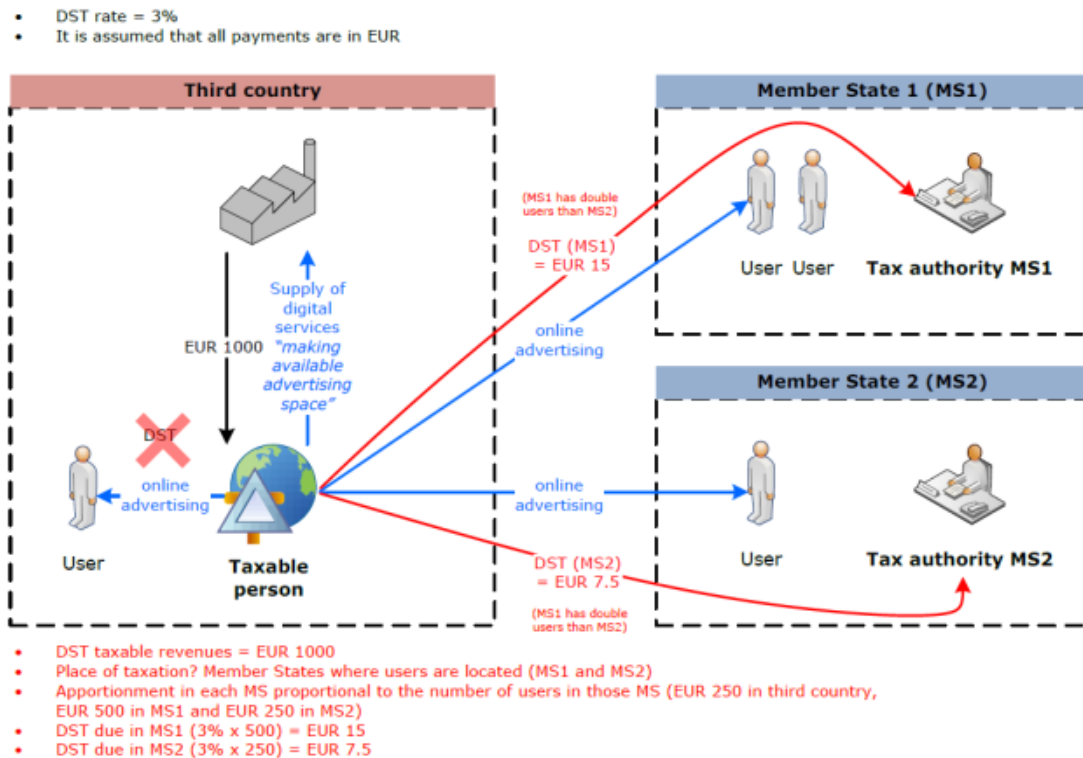 • DST rate = 3%
• It is assumed that all payments are in EUR
Third country
Member State 1 (MS1)
(MS1 has double
users than MS2)
DST (MS1)
= EUR 15
User User
Tax authority MS1
Supply of
digital
services
"making
available
advertising
space"
EUR 1000
online
advertising
Member State 2 (MS2)
DST
online
advertising
online
advertising
User
Taxable
person
User
Tax authority MS2
DST (MS2)
= EUR 7.5
(MS1 has double
users than MS2)
• DST taxable revenues = EUR 1000
• Place of taxation? Member States where users are located (MS1 and MS2)
• Apportionment in each MS proportional to the number of users in those MS (EUR 250 in third country,
EUR 500 in MS1 and EUR 250 in MS2)
• DST due in MS1 (3% x 500) = EUR 15
• DST due in MS2 (3% x 250) = EUR 7.5